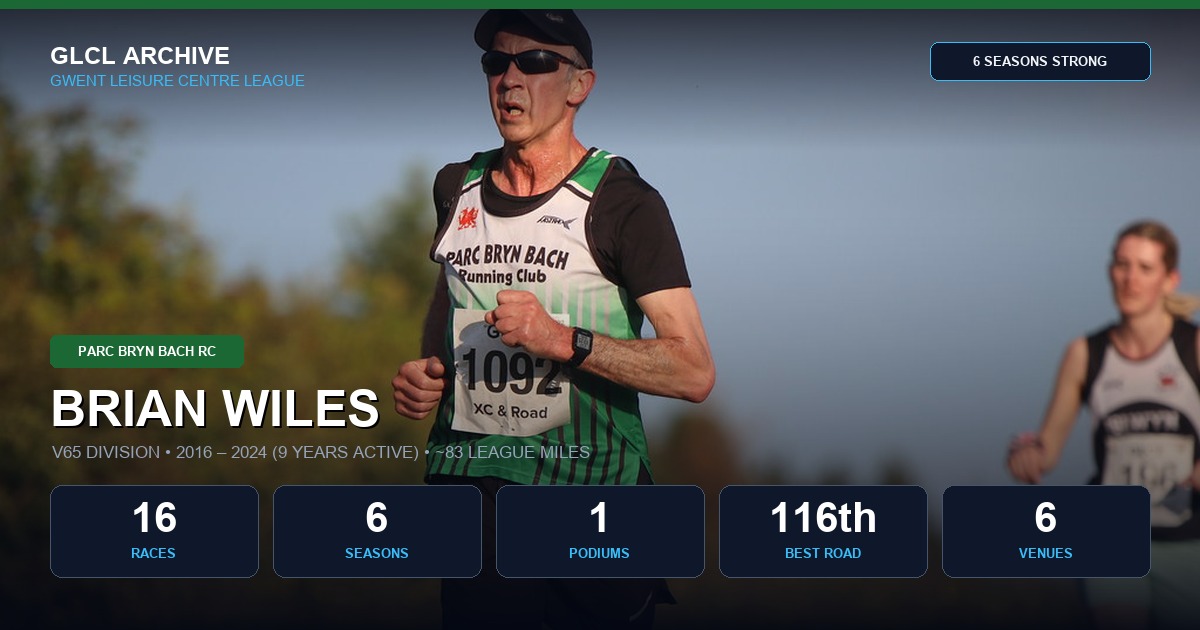 GLCL ARCHIVE
GWENT LEISURE CENTRE LEAGUE
6 SEASONS STRONG
PARC BRYN BACH
Running Club
1092
XC & Road
PARC BRYN BACH RC
BRIAN WILES
V65 DIVISION • 2016 – 2024 (9 YEARS ACTIVE) • ~83 LEAGUE MILES
16
RACES
6
SEASONS
1
PODIUMS
116th
BEST ROAD
6
VENUES